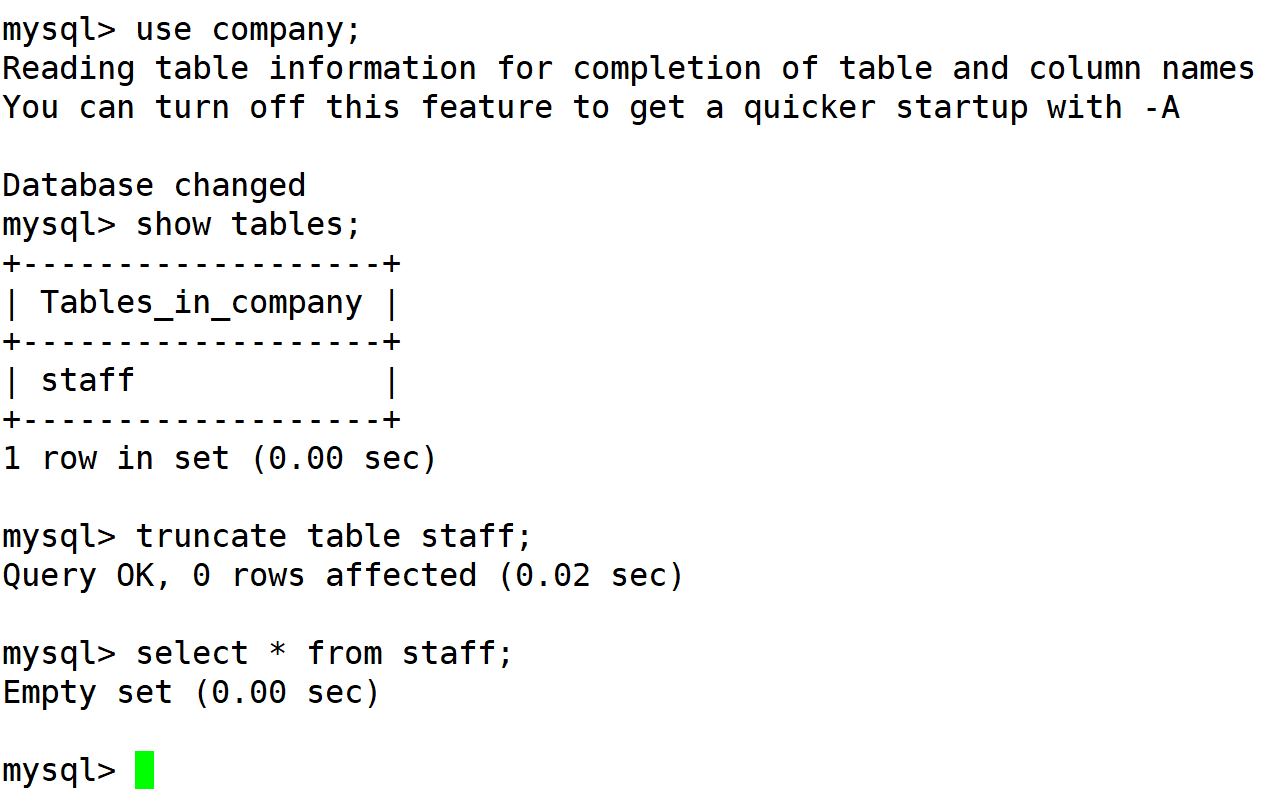 mysql> use company;
Reading table information for completion of table and column names
You can turn off this feature to get a quicker startup with -A
Database changed
mysql> show tables;
+-------------------+
| Tables_in_company |
+-------------------+
| staff             |
+-------------------+
1 row in set (0.00 sec)
mysql> truncate table staff;
Query OK, 0 rows affected (0.02 sec)
mysql> select * from staff;
Empty set (0.00 sec)
mysql>